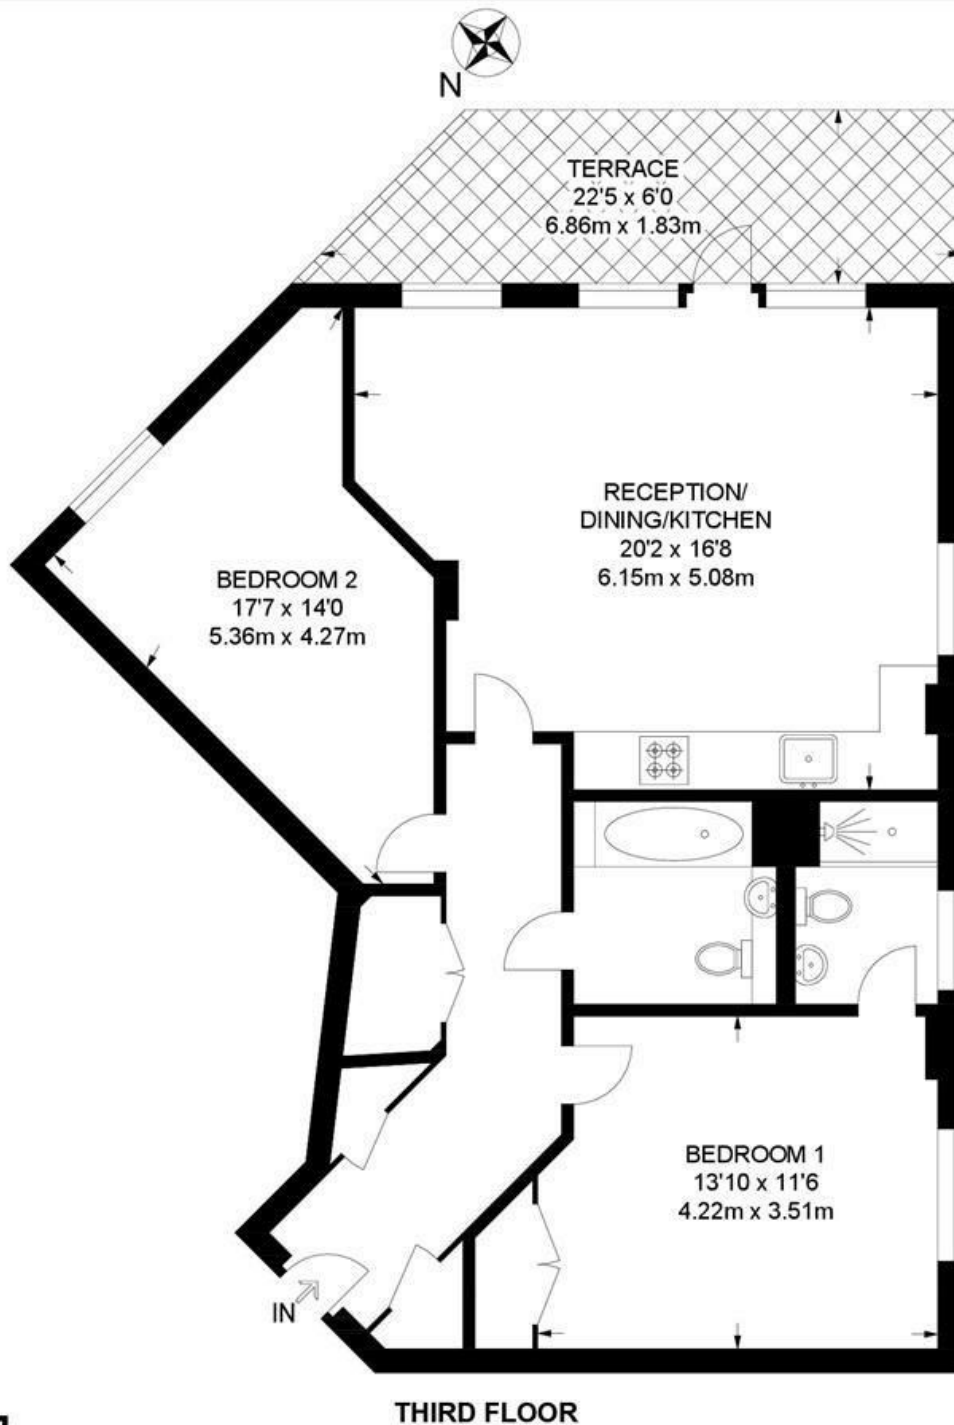 N
TERRACE
22'5 x 6'0
6.86m x 1.83m
RECEPTION/
DINING/KITCHEN
20'2 x 16'8
6.15m x 5.08m
BEDROOM 2
17'7 x 14'0
5.36m x 4.27m
BEDROOM 1
13'10 x 11'6
4.22m x 3.51m
IN
THIRD FLOOR